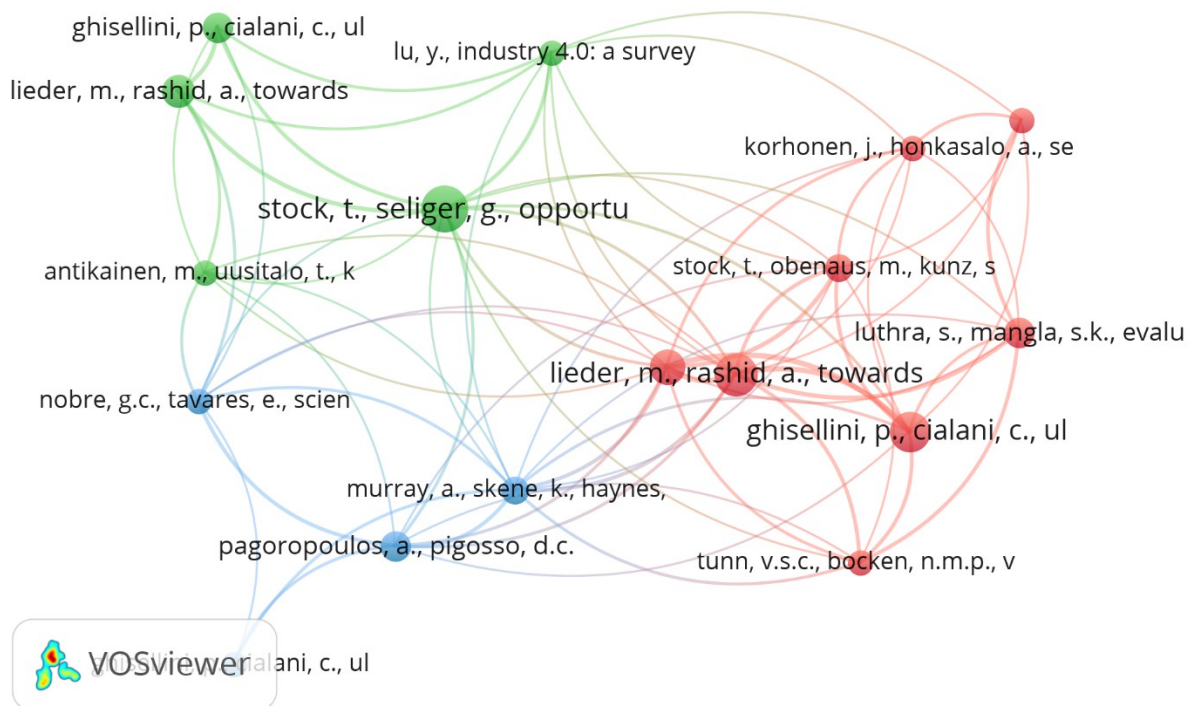 ghisellini, p., cialani, c., ul
lu, y., industry 4.0: a survey
lieder, m., rashid, a., towards
korhonen, j., honkasalo, a., se
stock, t., seliger, g., opportu
antikainen, m., uusitalo, t., k
stock, t., obenaus, m., kunz, s
luthra, s., mangla, s.k., evalu
lieder, m., rashid, a., towards
nobre, g.c., tavares, e., scien
ghisellini, p., cialani, c., ul
murray, a., skene, k., haynes,
pagoropoulos, a., pigosso, d.c.
tunn, v.s.c., bocken, n.m.p., v
ghisellini, p., cialani, c., ul
VOSviewer